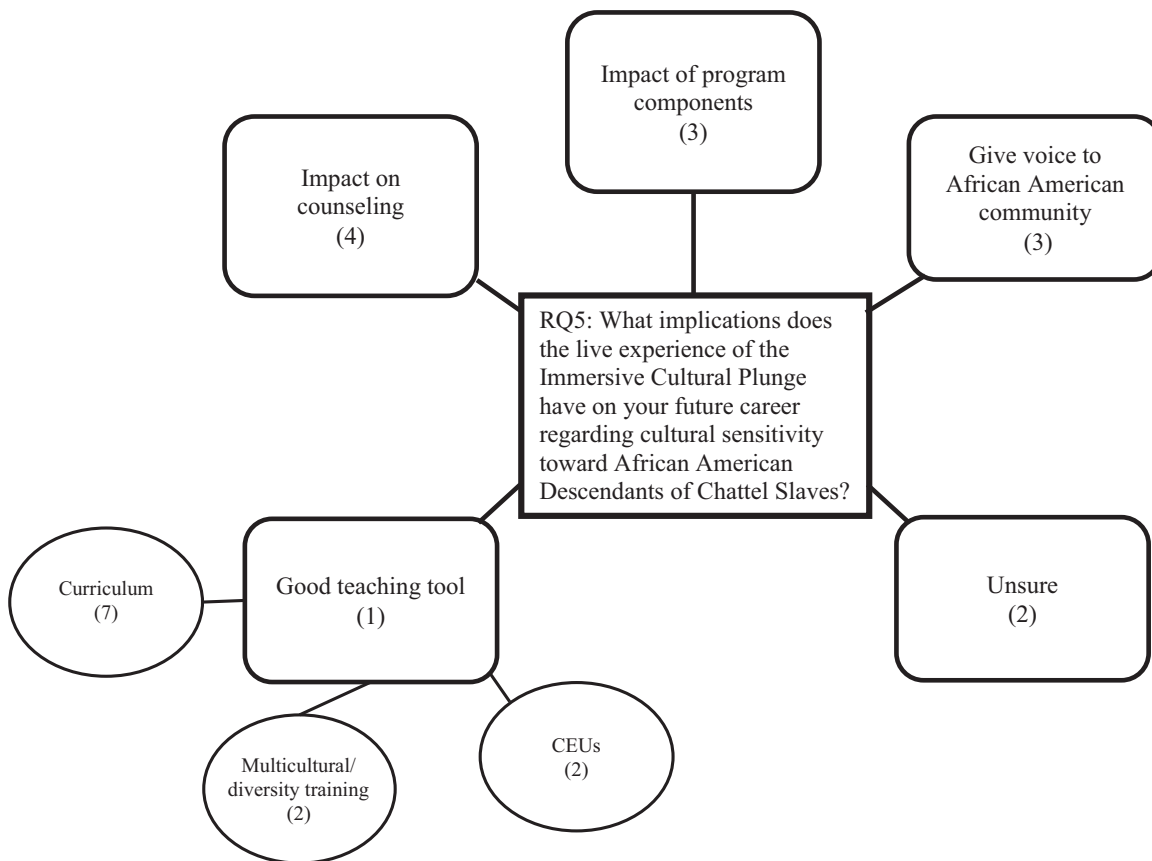 Impact of program
components
(3)
Impact on
counseling
(4)
Give voice to
African American
community
(3)
RQ5: What implications does
the live experience of the
Immersive Cultural Plunge
have on your future career
regarding cultural sensitivity
toward African American
Descendants of Chattel Slaves?
Good teaching tool
(1)
Unsure
(2)
Curriculum
(7)
Multicultural/
diversity training
(2)
CEUs
(2)